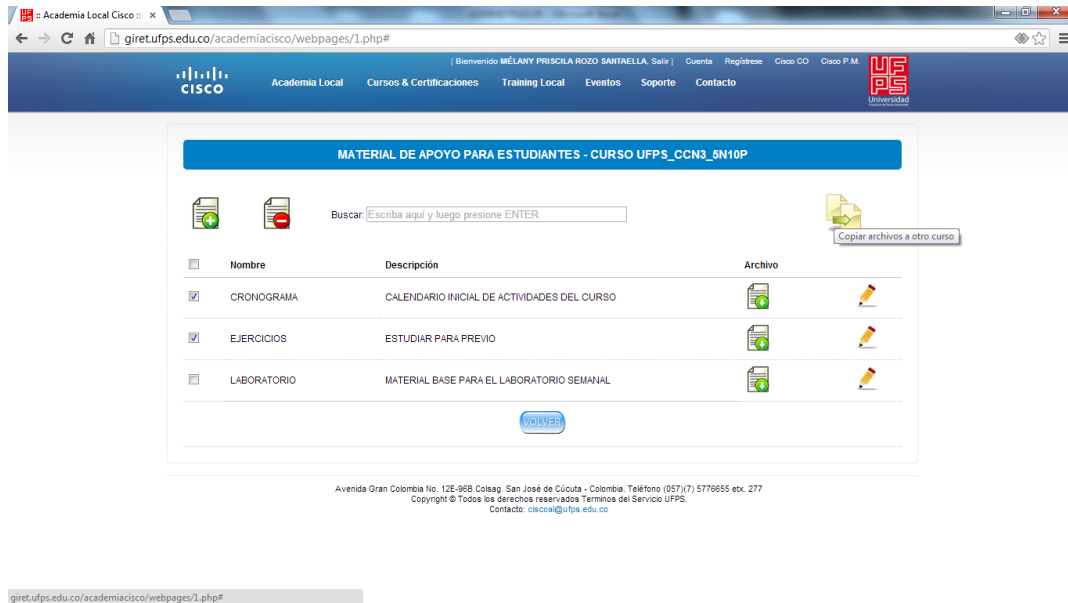 :: Academia Local Cisco ::
giret.ufps.edu.co/academiacisco/webpages/1.php#
[ Bienvenido MÉLANY PRISCILA ROZO SANTAELLA, Salir ] Cuenta Regístrese Cisco CO Cisco P.M.
CISCO
Academia Local Cursos & Certificaciones Training Local Eventos Soporte Contacto
UFPS
Universidad
MATERIAL DE APOYO PARA ESTUDIANTES - CURSO UFPS_CCN3_5N10P
Buscar: Escriba aquí y luego presione ENTER
Copiar archivos a otro curso
Nombre Descripción Archivo
CRONOGRAMA CALENDARIO INICIAL DE ACTIVIDADES DEL CURSO
EJERCICIOS ESTUDIAR PARA PREVIO
LABORATORIO MATERIAL BASE PARA EL LABORATORIO SEMANAL
VOLVER
Avenida Gran Colombia No. 12E-96B Colsag. San José de Cúcuta - Colombia. Teléfono (057)(7) 5776655 etx. 277
Copyright © Todos los derechos reservados Terminos del Servicio UFPS.
Contacto: ciscoal@ufps.edu.co
giret.ufps.edu.co/academiacisco/webpages/1.php#